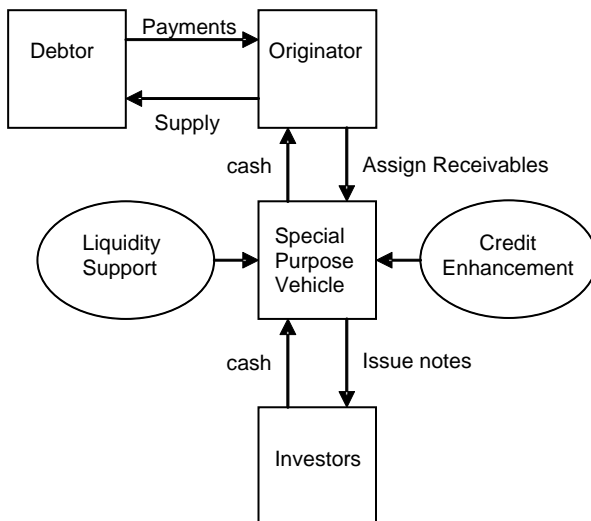 Payments
Debtor
Originator
Supply
cash
Assign Receivables
Liquidity
Support
Special
Purpose
Vehicle
Credit
Enhancement
cash
Issue notes
Investors